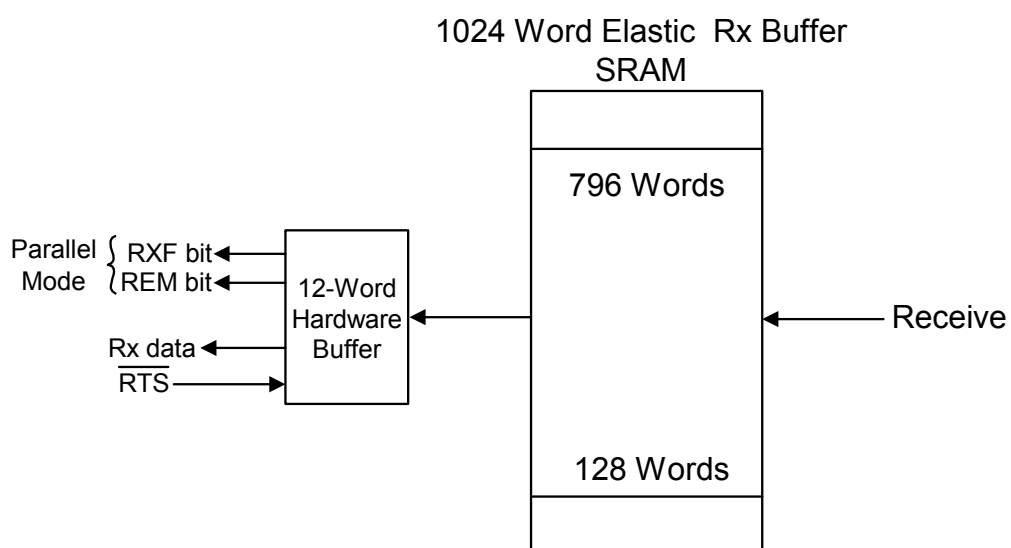 1024 Word Elastic Rx Buffer
SRAM
796 Words
Parallel
Mode
RXF bit
REM bit
12-Word
Hardware
Buffer
Rx data
RTS
Receive
128 Words